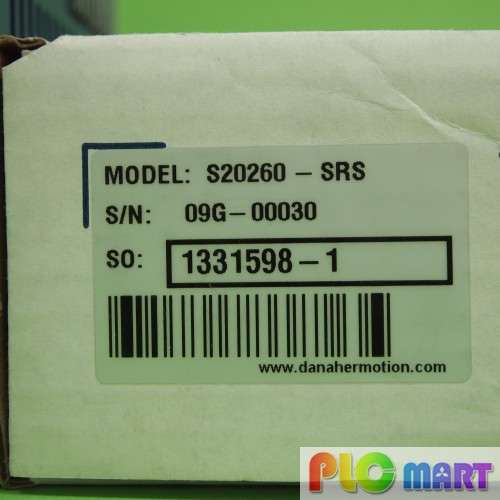 MODEL: S20260 - SRS
S/N: 09G-00030
SO: 1331598-1
www.danahermotion.com
PLC MART